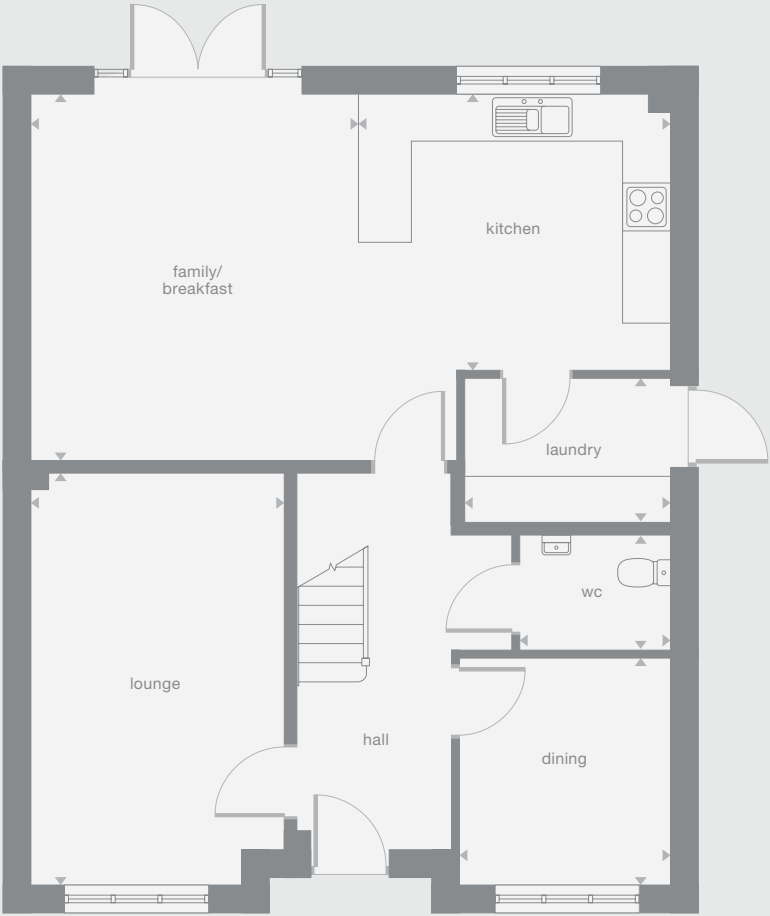 kitchen
family/
breakfast
laundry
wc
lounge
hall
dining